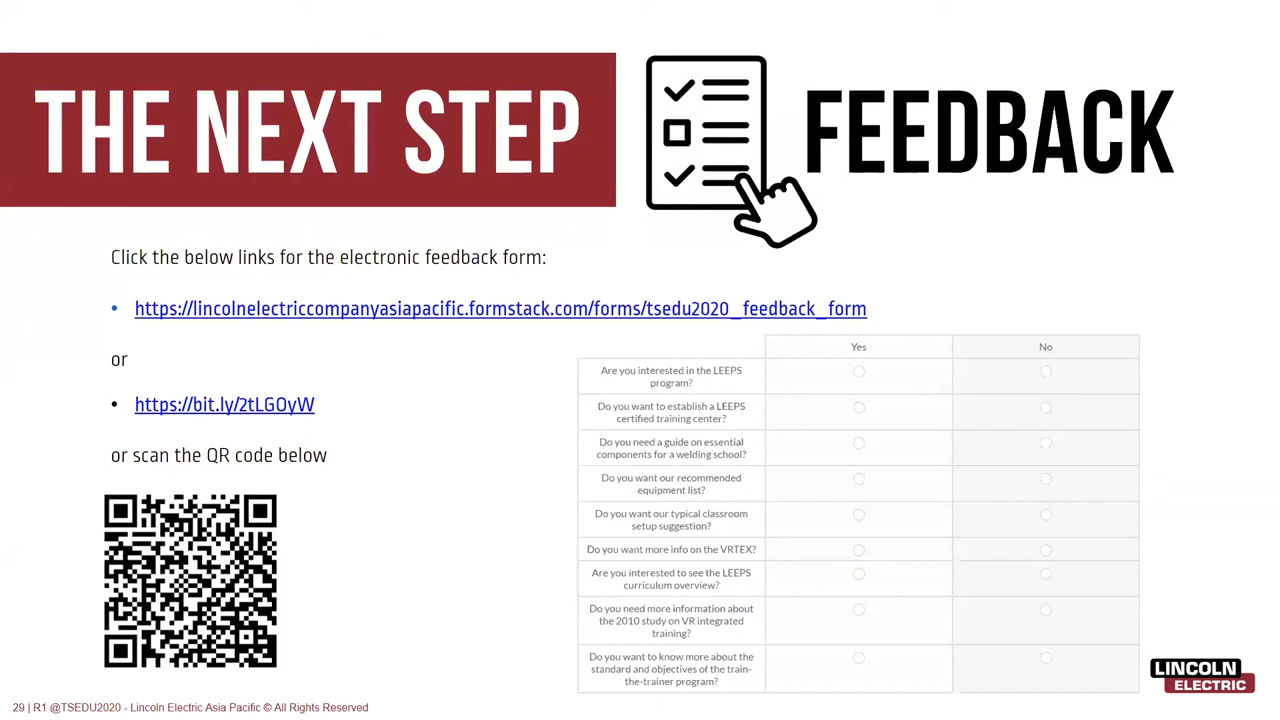 THE NEXT STEP
FEEDBACK
Click the below links for the electronic feedback form:
• https://lincolnelectriccompanyasiapacific.formstack.com/forms/tsedu2020_feedback_form
or
• https://bit.ly/2tLGOyW
or scan the QR code below
Yes
No
Are you interested in the LEEPS
program?
Do you want to establish a LEEPS
certified training center?
Do you need a guide on essential
components for a welding school?
Do you want our recommended
equipment list?
Do you want our typical classroom
setup suggestion?
Do you want more info on the VRTEX?
Are you interested to see the LEEPS
curriculum overview?
Do you need more information about
the 2010 study on VR integrated
training?
Do you want to know more about the
standard and objectives of the train-
the-trainer program?
LINCOLN
ELECTRIC
29 | R1 @TSEDU2020 - Lincoln Electric Asia Pacific © All Rights Reserved